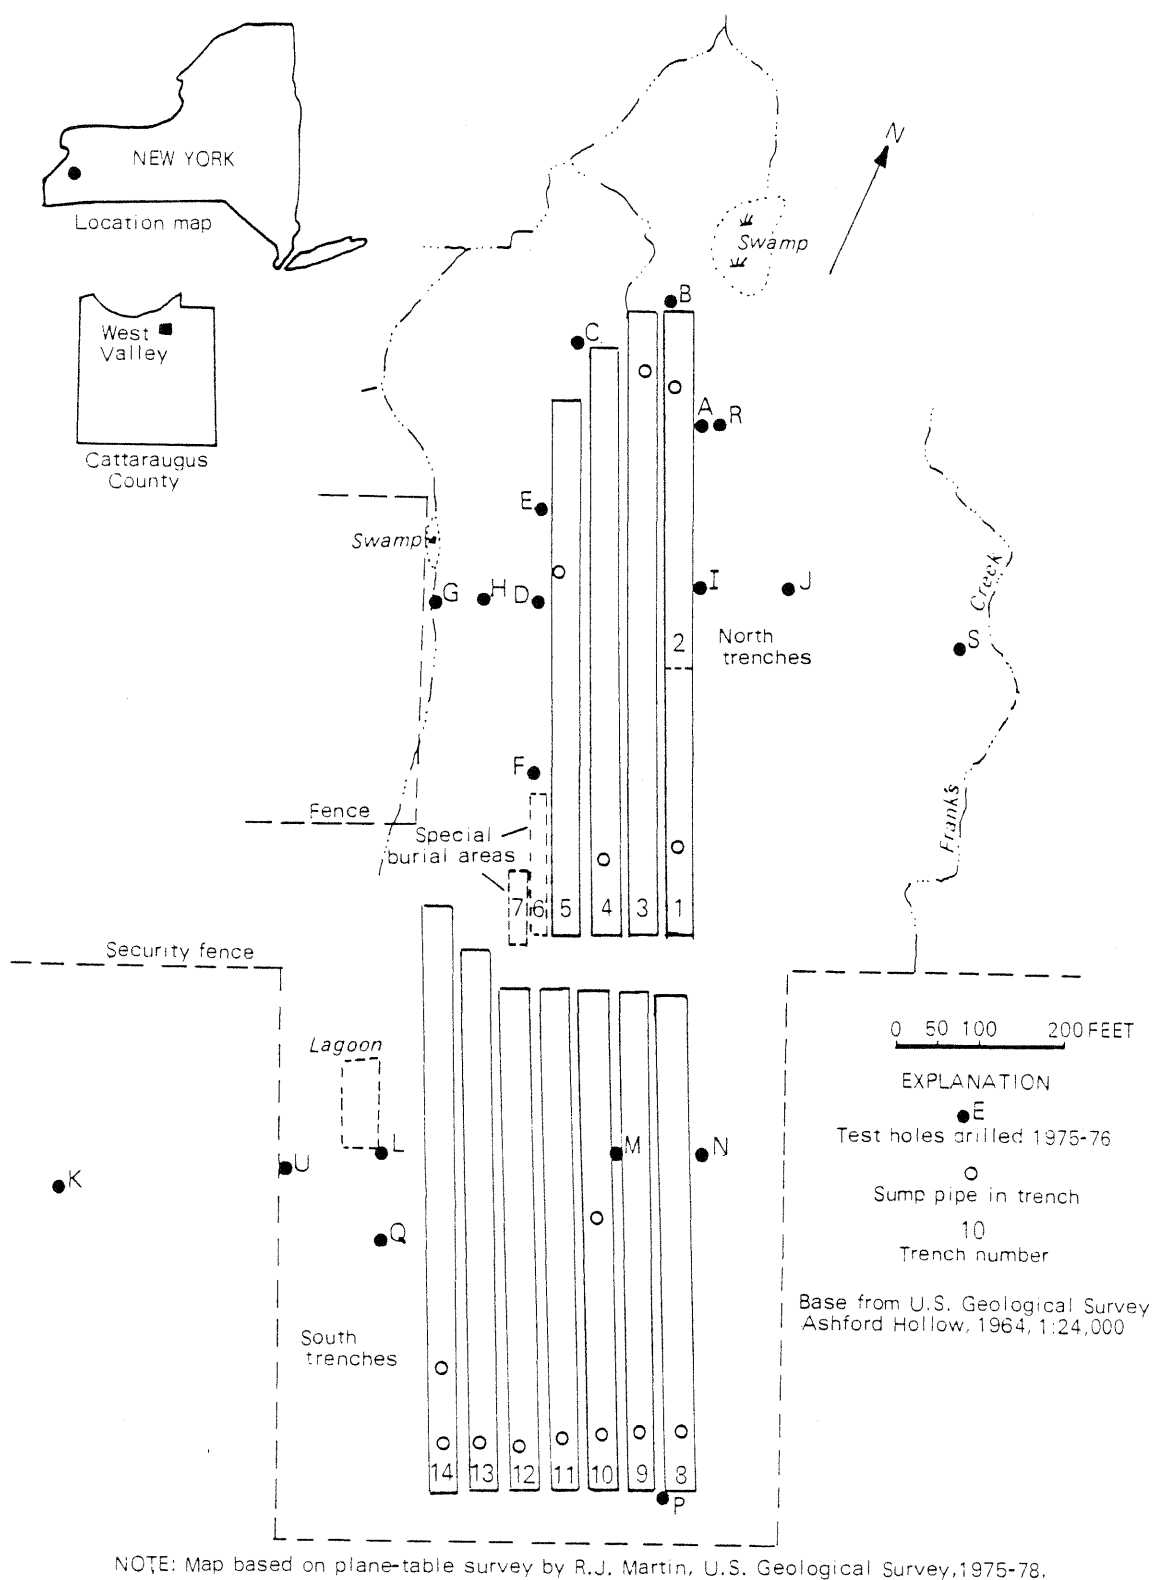 N
NEW YORK
Location map
Swamp
B
West
Valley
C
A
R
Cattaraugus
County
E
Swamp
G
H
D
I
J
Creek
2
North
trenches
S
F
Frank's
Fence
Special
burial areas
7
6
5
4
3
1
Security fence
0 50 100 200 FEET
Lagoon
EXPLANATION
E
Test holes drilled 1975-76
L
M
N
U
K
Sump pipe in trench
10
Trench number
Q
Base from U.S. Geological Survey
Ashford Hollow, 1964, 1:24,000
South
trenches
14
13
12
11
10
9
8
P
NOTE: Map based on plane-table survey by R.J. Martin, U.S. Geological Survey, 1975-78.